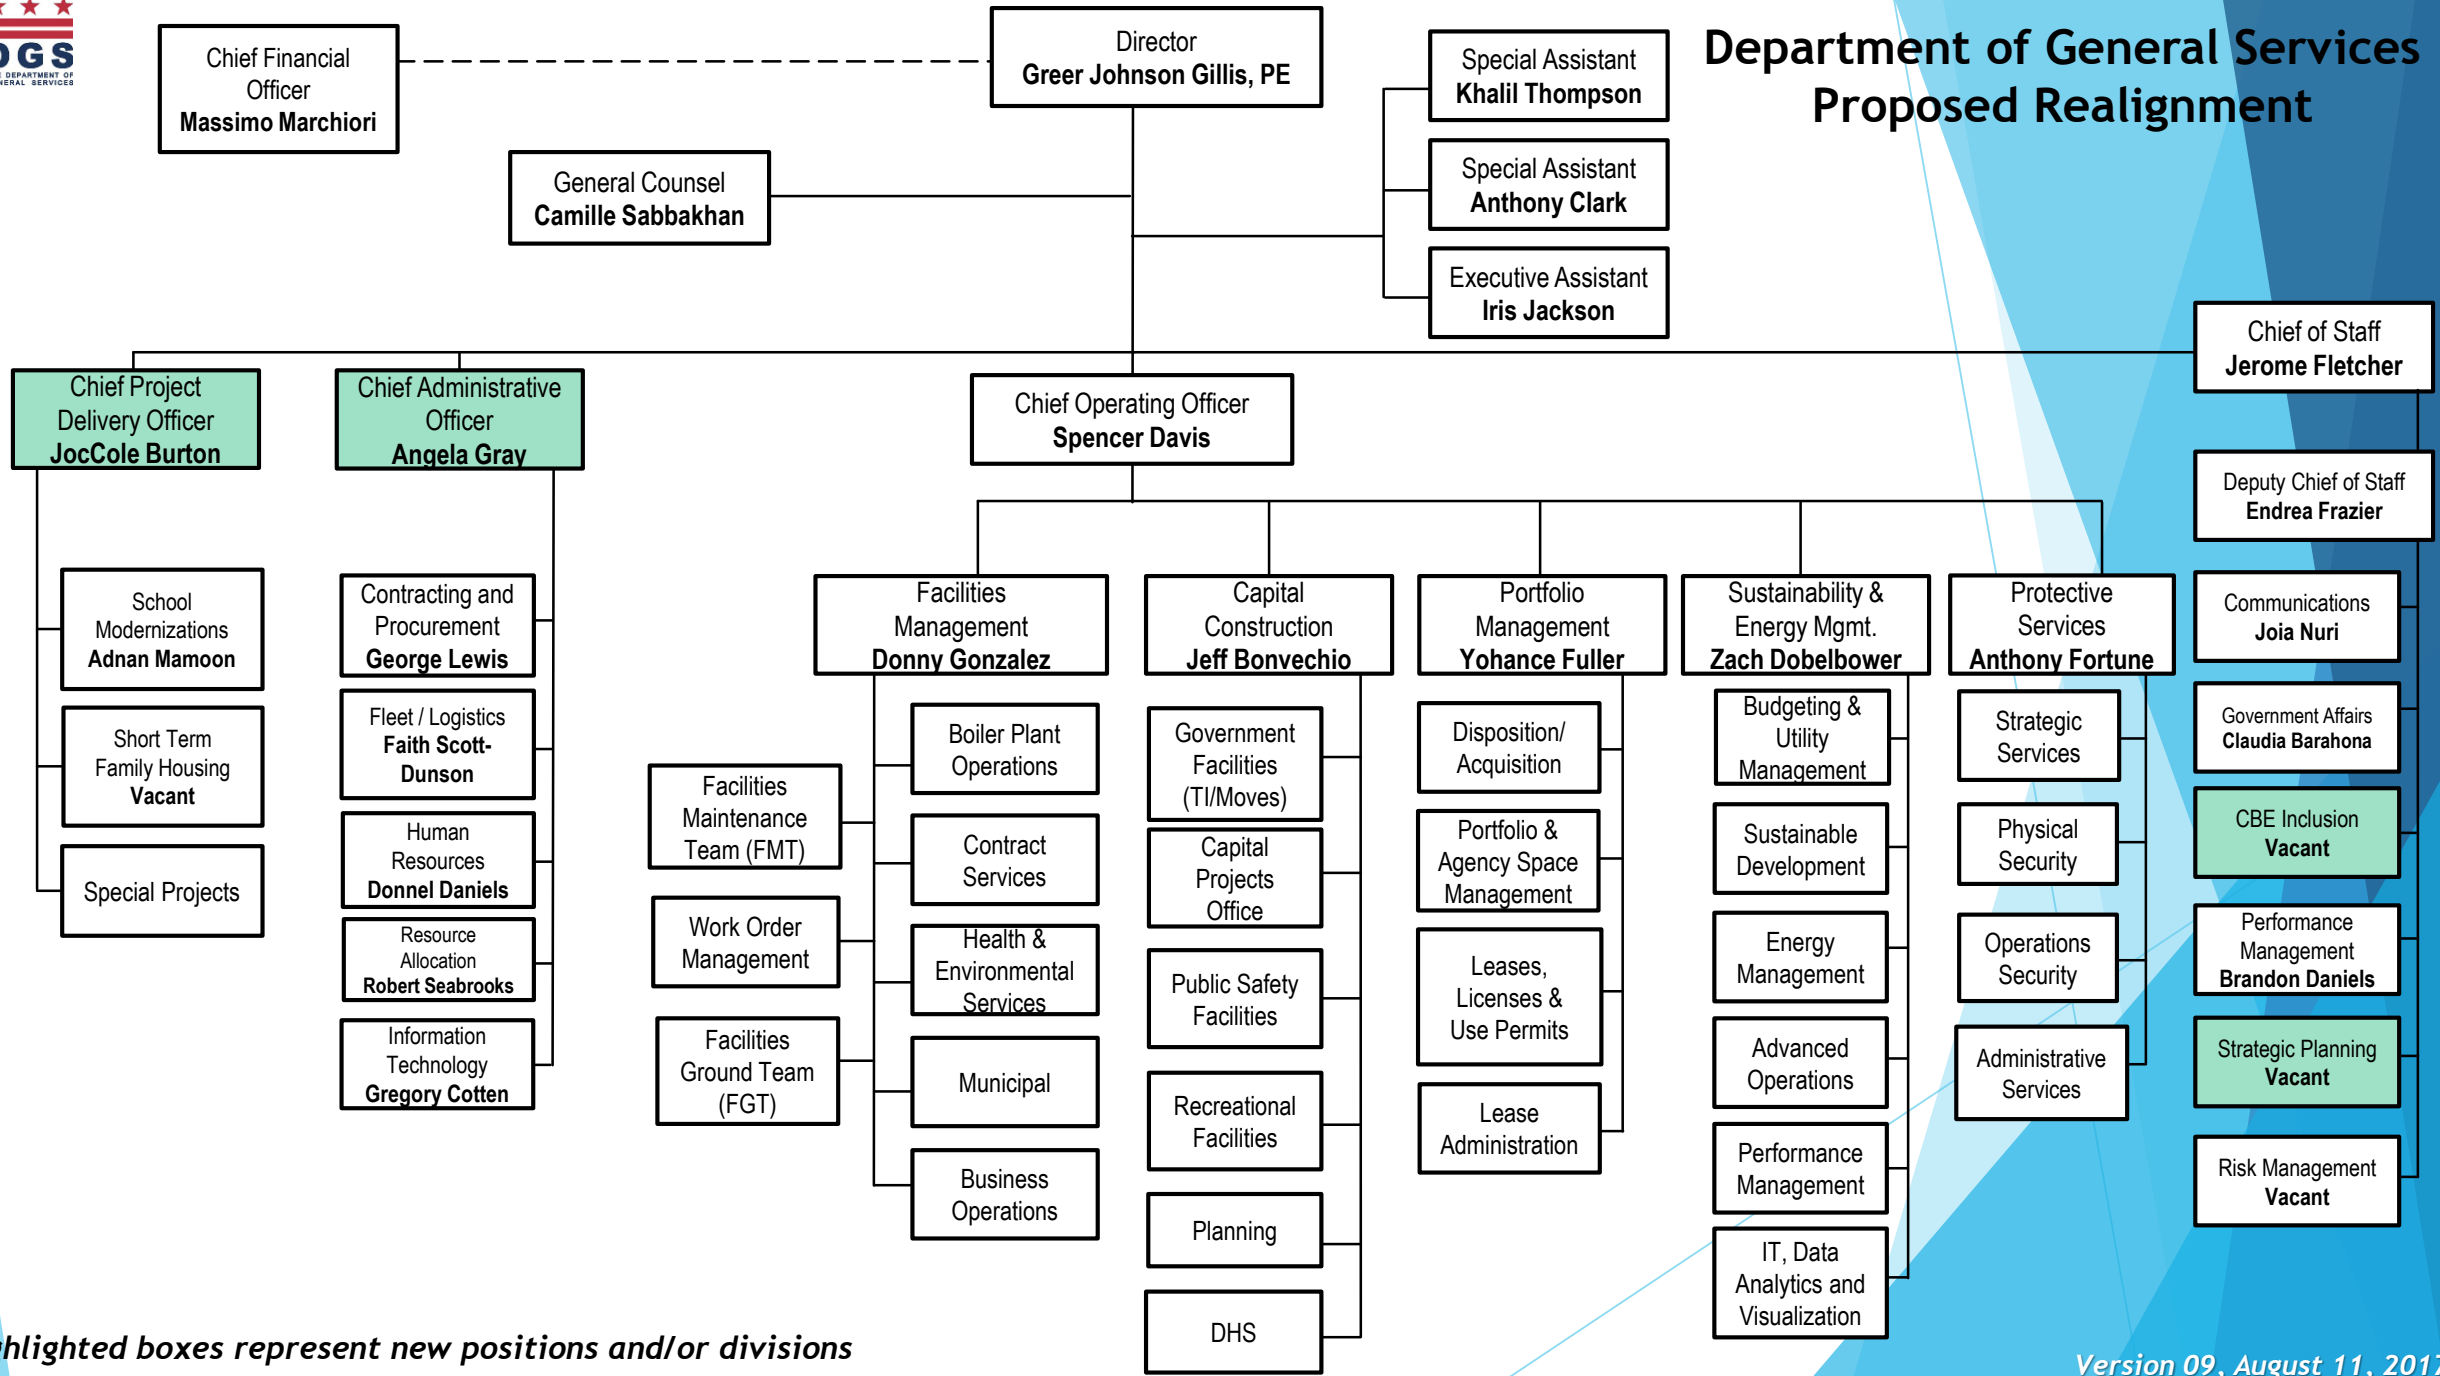 DGS
DEPARTMENT OF
GENERAL SERVICES
Chief Financial
Officer
Massimo Marchiori
Director
Greer Johnson Gillis, PE
General Counsel
Camille Sabbakhan
Special Assistant
Khalil Thompson
Special Assistant
Anthony Clark
Executive Assistant
Iris Jackson
Department of General Services
Proposed Realignment
Chief Project
Delivery Officer
JocCole Burton
Chief Administrative
Officer
Angela Gray
Chief Operating Officer
Spencer Davis
Chief of Staff
Jerome Fletcher
Deputy Chief of Staff
Endrea Frazier
School
Modernizations
Adnan Mamoon
Short Term
Family Housing
Vacant
Special Projects
Contracting and
Procurement
George Lewis
Fleet / Logistics
Faith Scott-
Dunson
Human
Resources
Donnel Daniels
Resource
Allocation
Robert Seabrooks
Information
Technology
Gregory Cotten
Facilities
Management
Donny Gonzalez
Facilities
Maintenance
Team (FMT)
Work Order
Management
Facilities
Ground Team
(FGT)
Boiler Plant
Operations
Contract
Services
Health &
Environmental
Services
Municipal
Business
Operations
Capital
Construction
Jeff Bonvechio
Government
Facilities
(TI/Moves)
Capital
Projects
Office
Public Safety
Facilities
Recreational
Facilities
Planning
DHS
Portfolio
Management
Yohance Fuller
Disposition/
Acquisition
Portfolio &
Agency Space
Management
Leases,
Licenses &
Use Permits
Lease
Administration
Sustainability &
Energy Mgmt.
Zach Dobelbower
Budgeting &
Utility
Management
Sustainable
Development
Energy
Management
Advanced
Operations
Performance
Management
IT, Data
Analytics and
Visualization
Protective
Services
Anthony Fortune
Strategic
Services
Physical
Security
Operations
Security
Administrative
Services
Communications
Joia Nuri
Government Affairs
Claudia Barahona
CBE Inclusion
Vacant
Performance
Management
Brandon Daniels
Strategic Planning
Vacant
Risk Management
Vacant
hlighted boxes represent new positions and/or divisions
Version 09, August 11, 2017